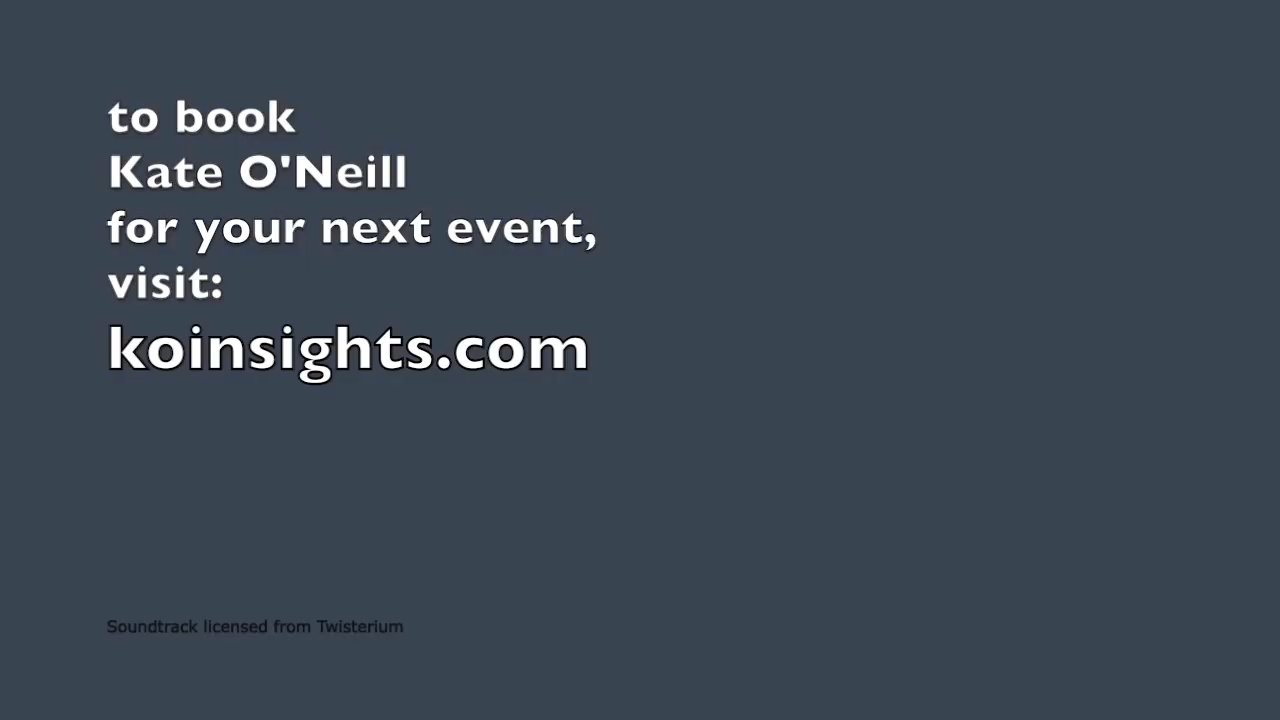 to book
Kate O'Neill
for your next event,
visit:
koinsights.com
Soundtrack licensed from Twisterium